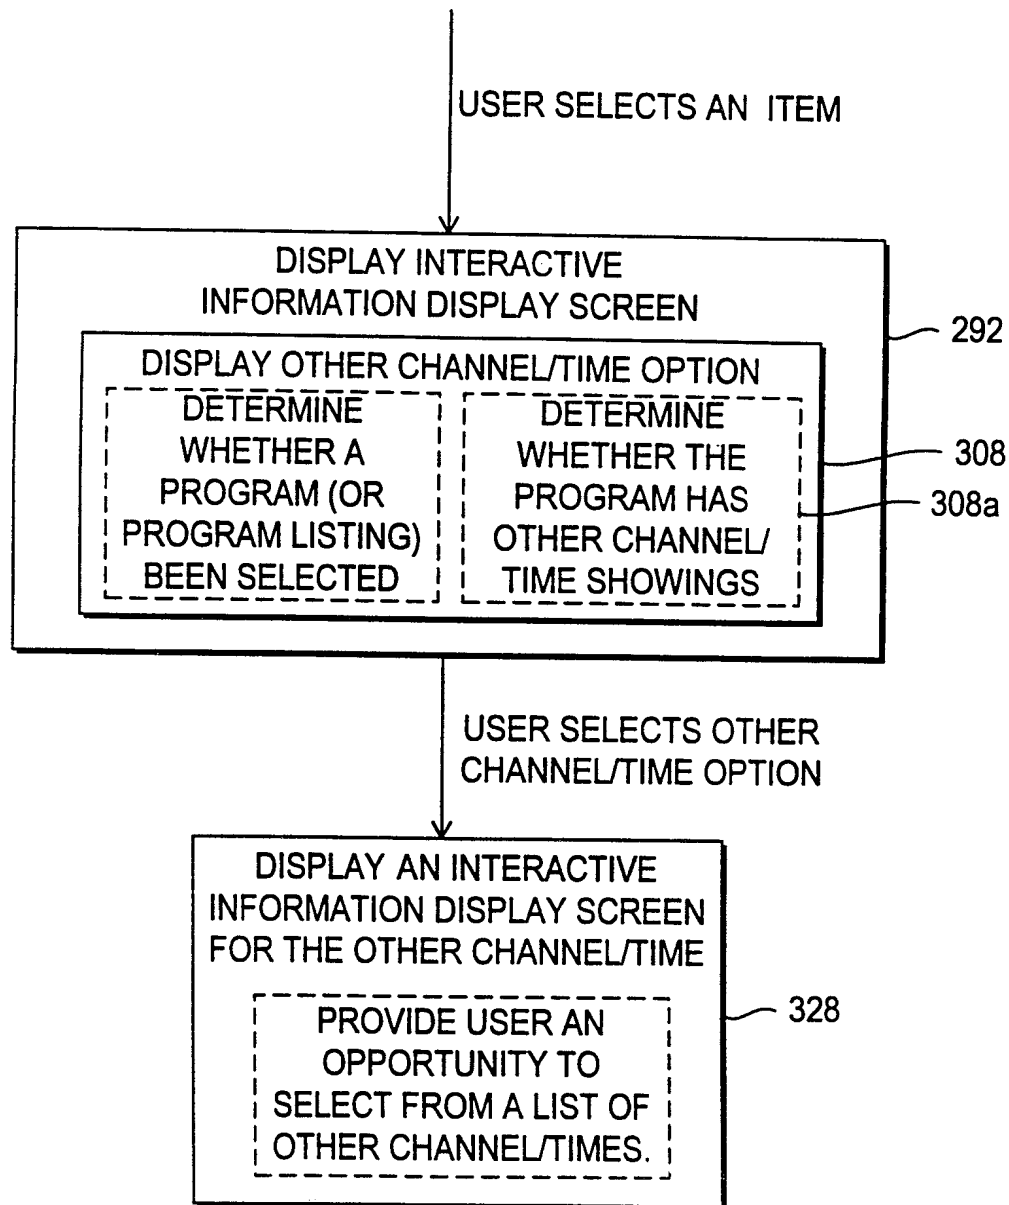 USER SELECTS AN ITEM
DISPLAY INTERACTIVE
INFORMATION DISPLAY SCREEN
292
DISPLAY OTHER CHANNEL/TIME OPTION
DETERMINE
WHETHER A
PROGRAM (OR
PROGRAM LISTING)
BEEN SELECTED
DETERMINE
WHETHER THE
PROGRAM HAS
OTHER CHANNEL/
TIME SHOWINGS
308
308a
USER SELECTS OTHER
CHANNEL/TIME OPTION
DISPLAY AN INTERACTIVE
INFORMATION DISPLAY SCREEN
FOR THE OTHER CHANNEL/TIME
PROVIDE USER AN
OPPORTUNITY TO
SELECT FROM A LIST OF
OTHER CHANNEL/TIMES.
328